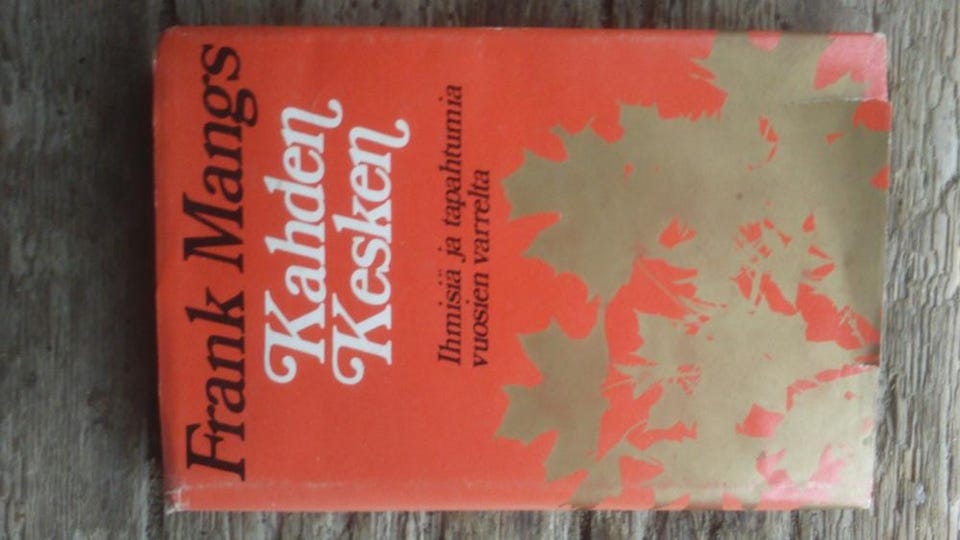 Frank Mangs
Kahden
Kesken
Ihmisiä ja tapahtumia
vuosien varrelta